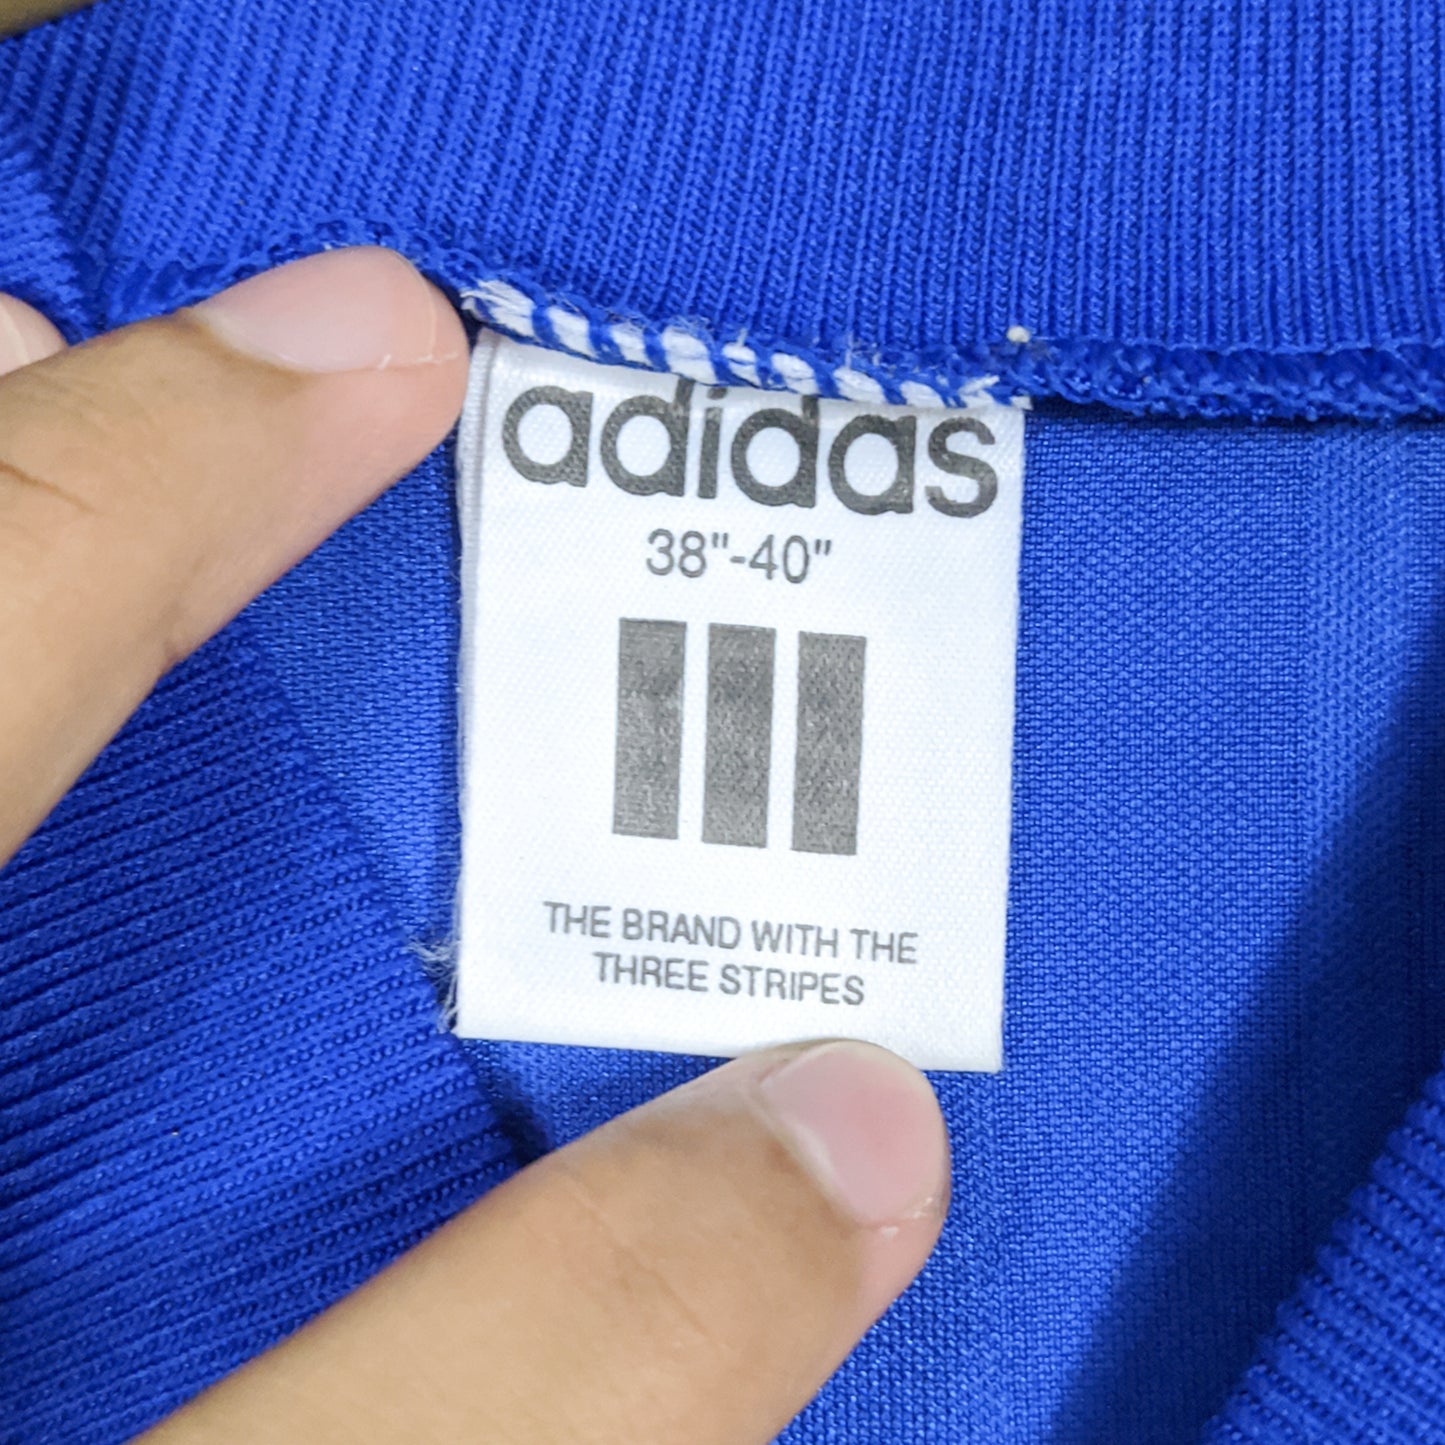 adidas
38"-40"
THE BRAND WITH THE
THREE STRIPES